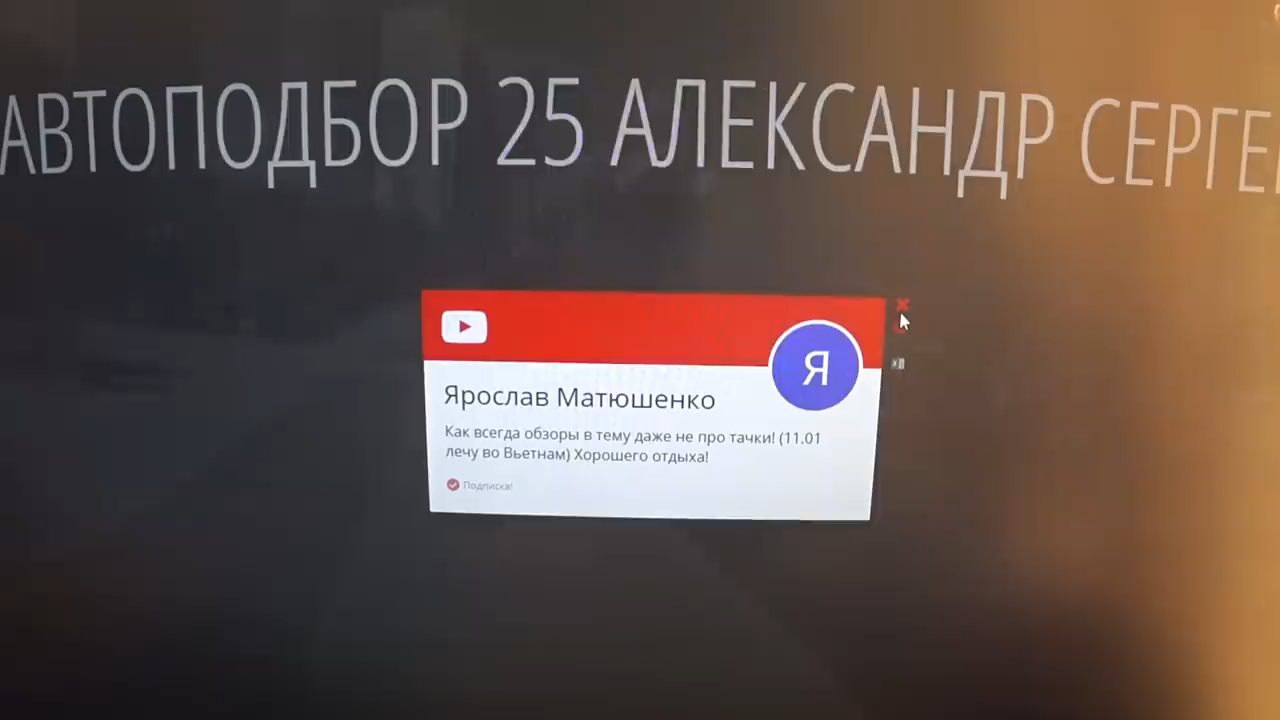 АВТОПОДБОР 25 АЛЕКСАНДР СЕРГЕ
Я
Ярослав Матюшенко
Как всегда обзоры в тему даже не про тачки! (11.01
лечу во Вьетнам) Хорошего отдыха!
Подписка!